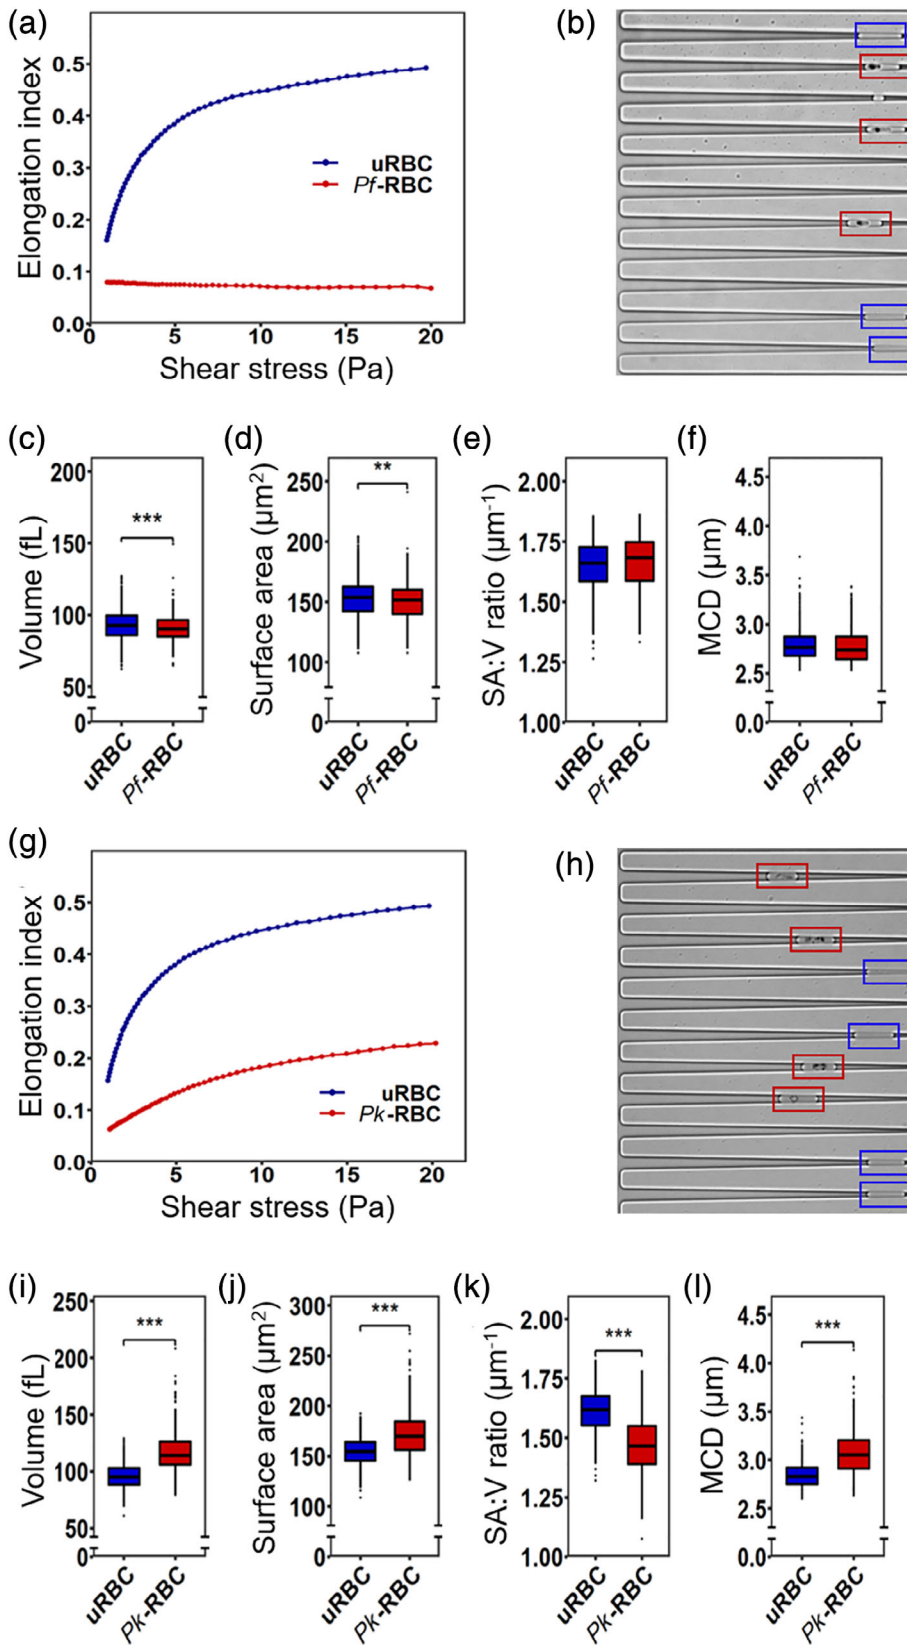 (a)
Elongation index
0.5
0.4
0.3
0.2
0.1
0.0
uRBC
Pf-RBC
0
5
10
15
20
Shear stress (Pa)
(b)
(c)
Volume (fL)
200
150
100
50
0
***
uRBC
Pf-RBC
(d)
Surface area (µm²)
250
200
150
100
0
**
uRBC
Pf-RBC
(e)
SA:V ratio (µm⁻¹)
2.00
1.75
1.50
1.25
1.00
uRBC
Pf-RBC
(f)
MCD (µm)
4.5
4.0
3.5
3.0
2.5
0.0
uRBC
Pf-RBC
(g)
Elongation index
0.5
0.4
0.3
0.2
0.1
0.0
uRBC
Pk-RBC
0
5
10
15
20
Shear stress (Pa)
(h)
(i)
Volume (fL)
250
200
150
100
50
0
***
uRBC
Pk-RBC
(j)
Surface area (µm²)
300
250
200
150
100
0
***
uRBC
Pk-RBC
(k)
SA:V ratio (µm⁻¹)
2.00
1.75
1.50
1.25
1.00
***
uRBC
Pk-RBC
(l)
MCD (µm)
4.5
4.0
3.5
3.0
2.5
0.0
***
uRBC
Pk-RBC